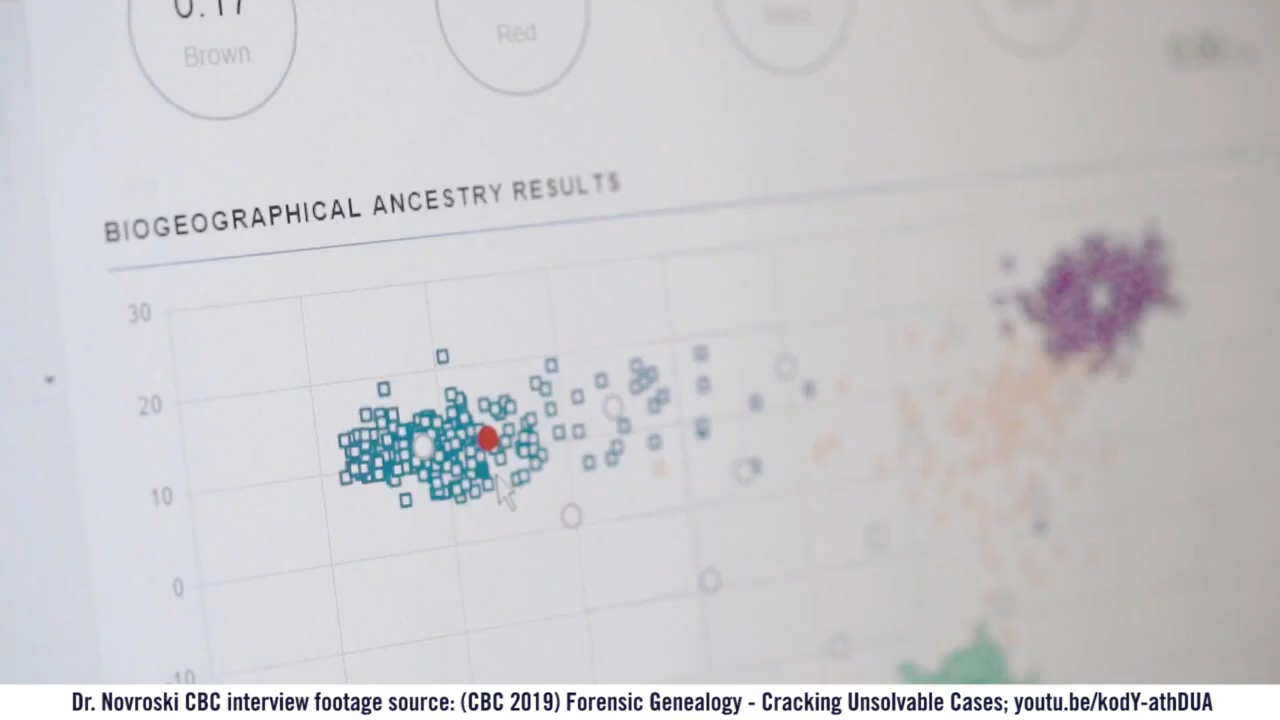 0.17
Brown
Red
BIOGEOGRAPHICAL ANCESTRY RESULTS
30
20
10
0
-10
Dr. Novroski CBC interview footage source: (CBC 2019) Forensic Genealogy - Cracking Unsolvable Cases; youtu.be/kodY-athDUA